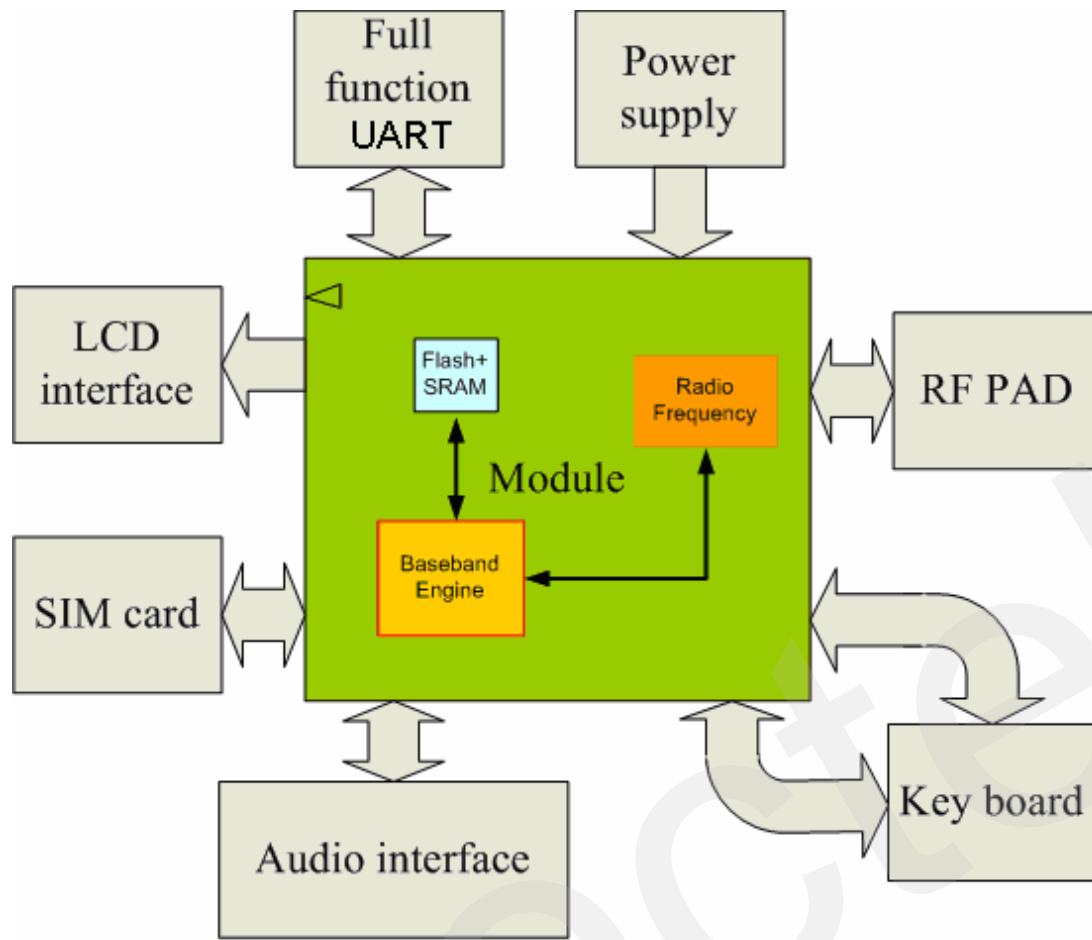 Full
function
UART
Power
supply
LCD
interface
Flash+
SRAM
Radio
Frequency
RF PAD
Module
Baseband
Engine
SIM card
Key board
Audio interface